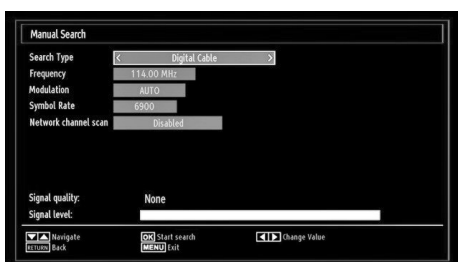 Manual Search
Search Type < Digital Cable >
Frequency 114.00 MHz
Modulation AUTO
Symbol Rate 6900
Network channel scan Disabled
Signal quality: None
Signal level:
Navigate OK Start search Change Value
RETURN Back MENU Exit